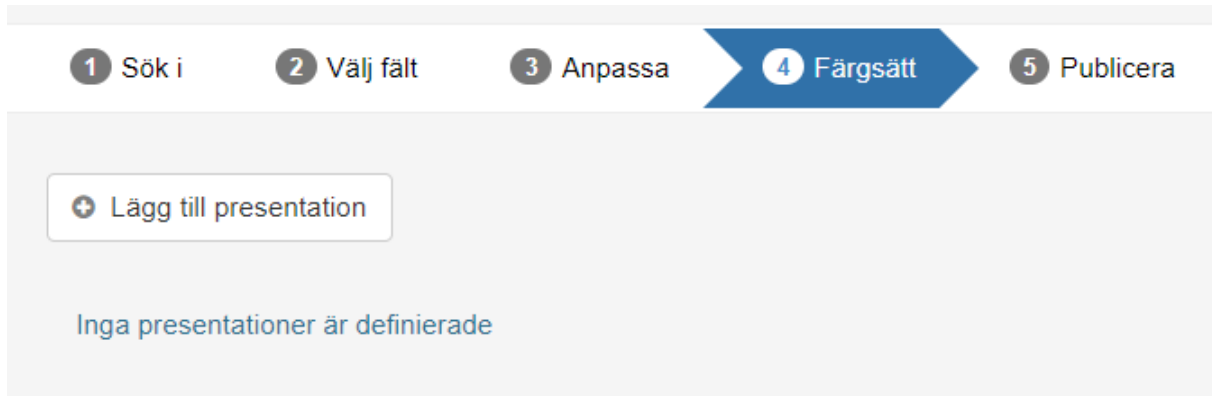 1 Sök i 2 Välj fält 3 Anpassa 4 Färgsätt 5 Publicera
Lägg till presentation
Inga presentationer är definierade